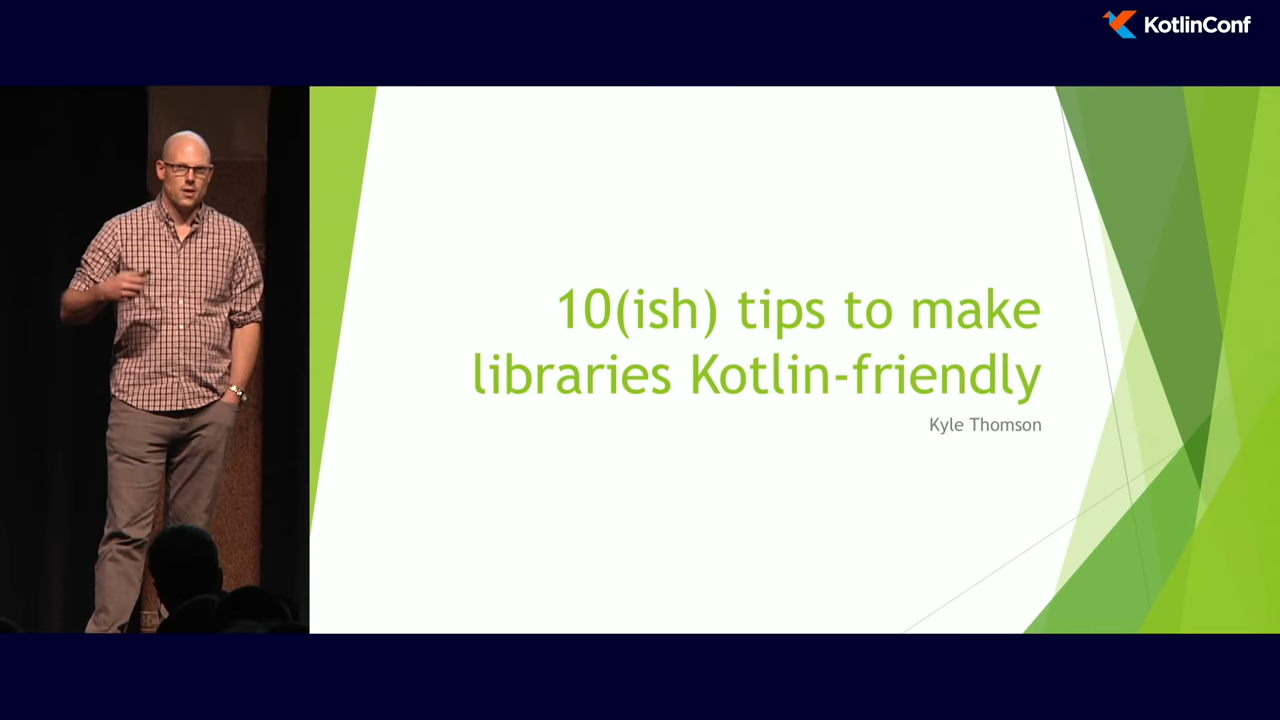 KotlinConf
10(ish) tips to make
libraries Kotlin-friendly
Kyle Thomson